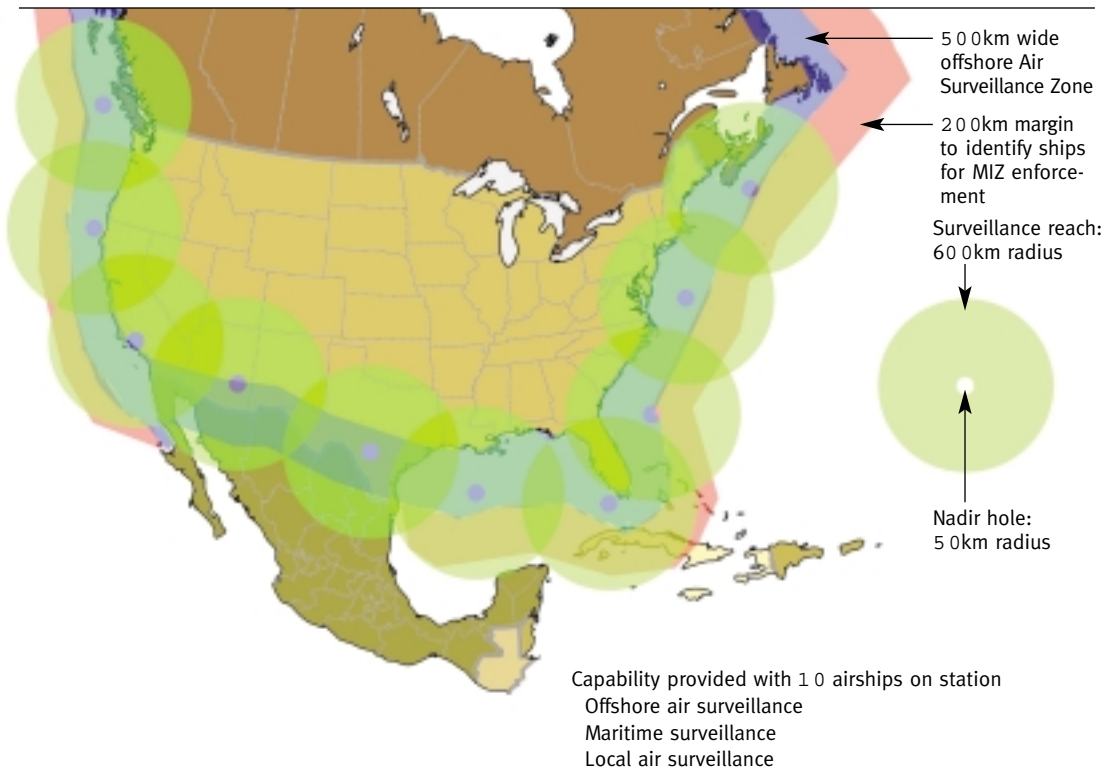 500km wide
offshore Air
Surveillance Zone
200km margin
to identify ships
for MIZ enforce-
ment
Surveillance reach:
600km radius
Nadir hole:
50km radius
Capability provided with 10 airships on station
Offshore air surveillance
Maritime surveillance
Local air surveillance